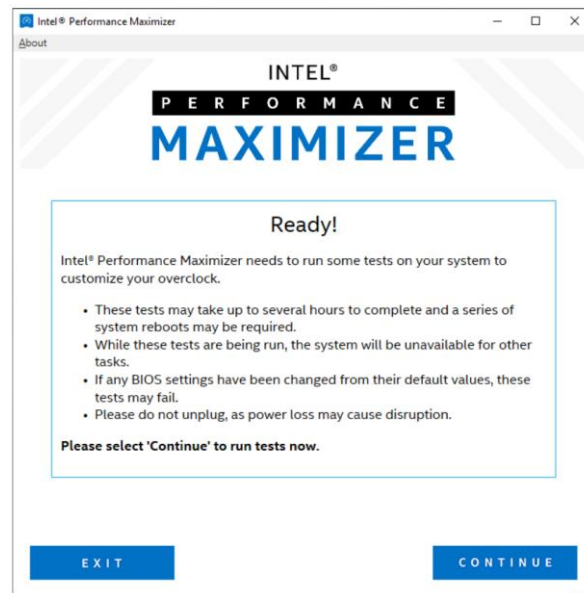 Intel® Performance Maximizer
About
INTEL®
PERFORMANCE
MAXIMIZER
Ready!
Intel® Performance Maximizer needs to run some tests on your system to
customize your overclock.
• These tests may take up to several hours to complete and a series of
system reboots may be required.
• While these tests are being run, the system will be unavailable for other
tasks.
• If any BIOS settings have been changed from their default values, these
tests may fail.
• Please do not unplug, as power loss may cause disruption.
Please select 'Continue' to run tests now.
EXIT
CONTINUE